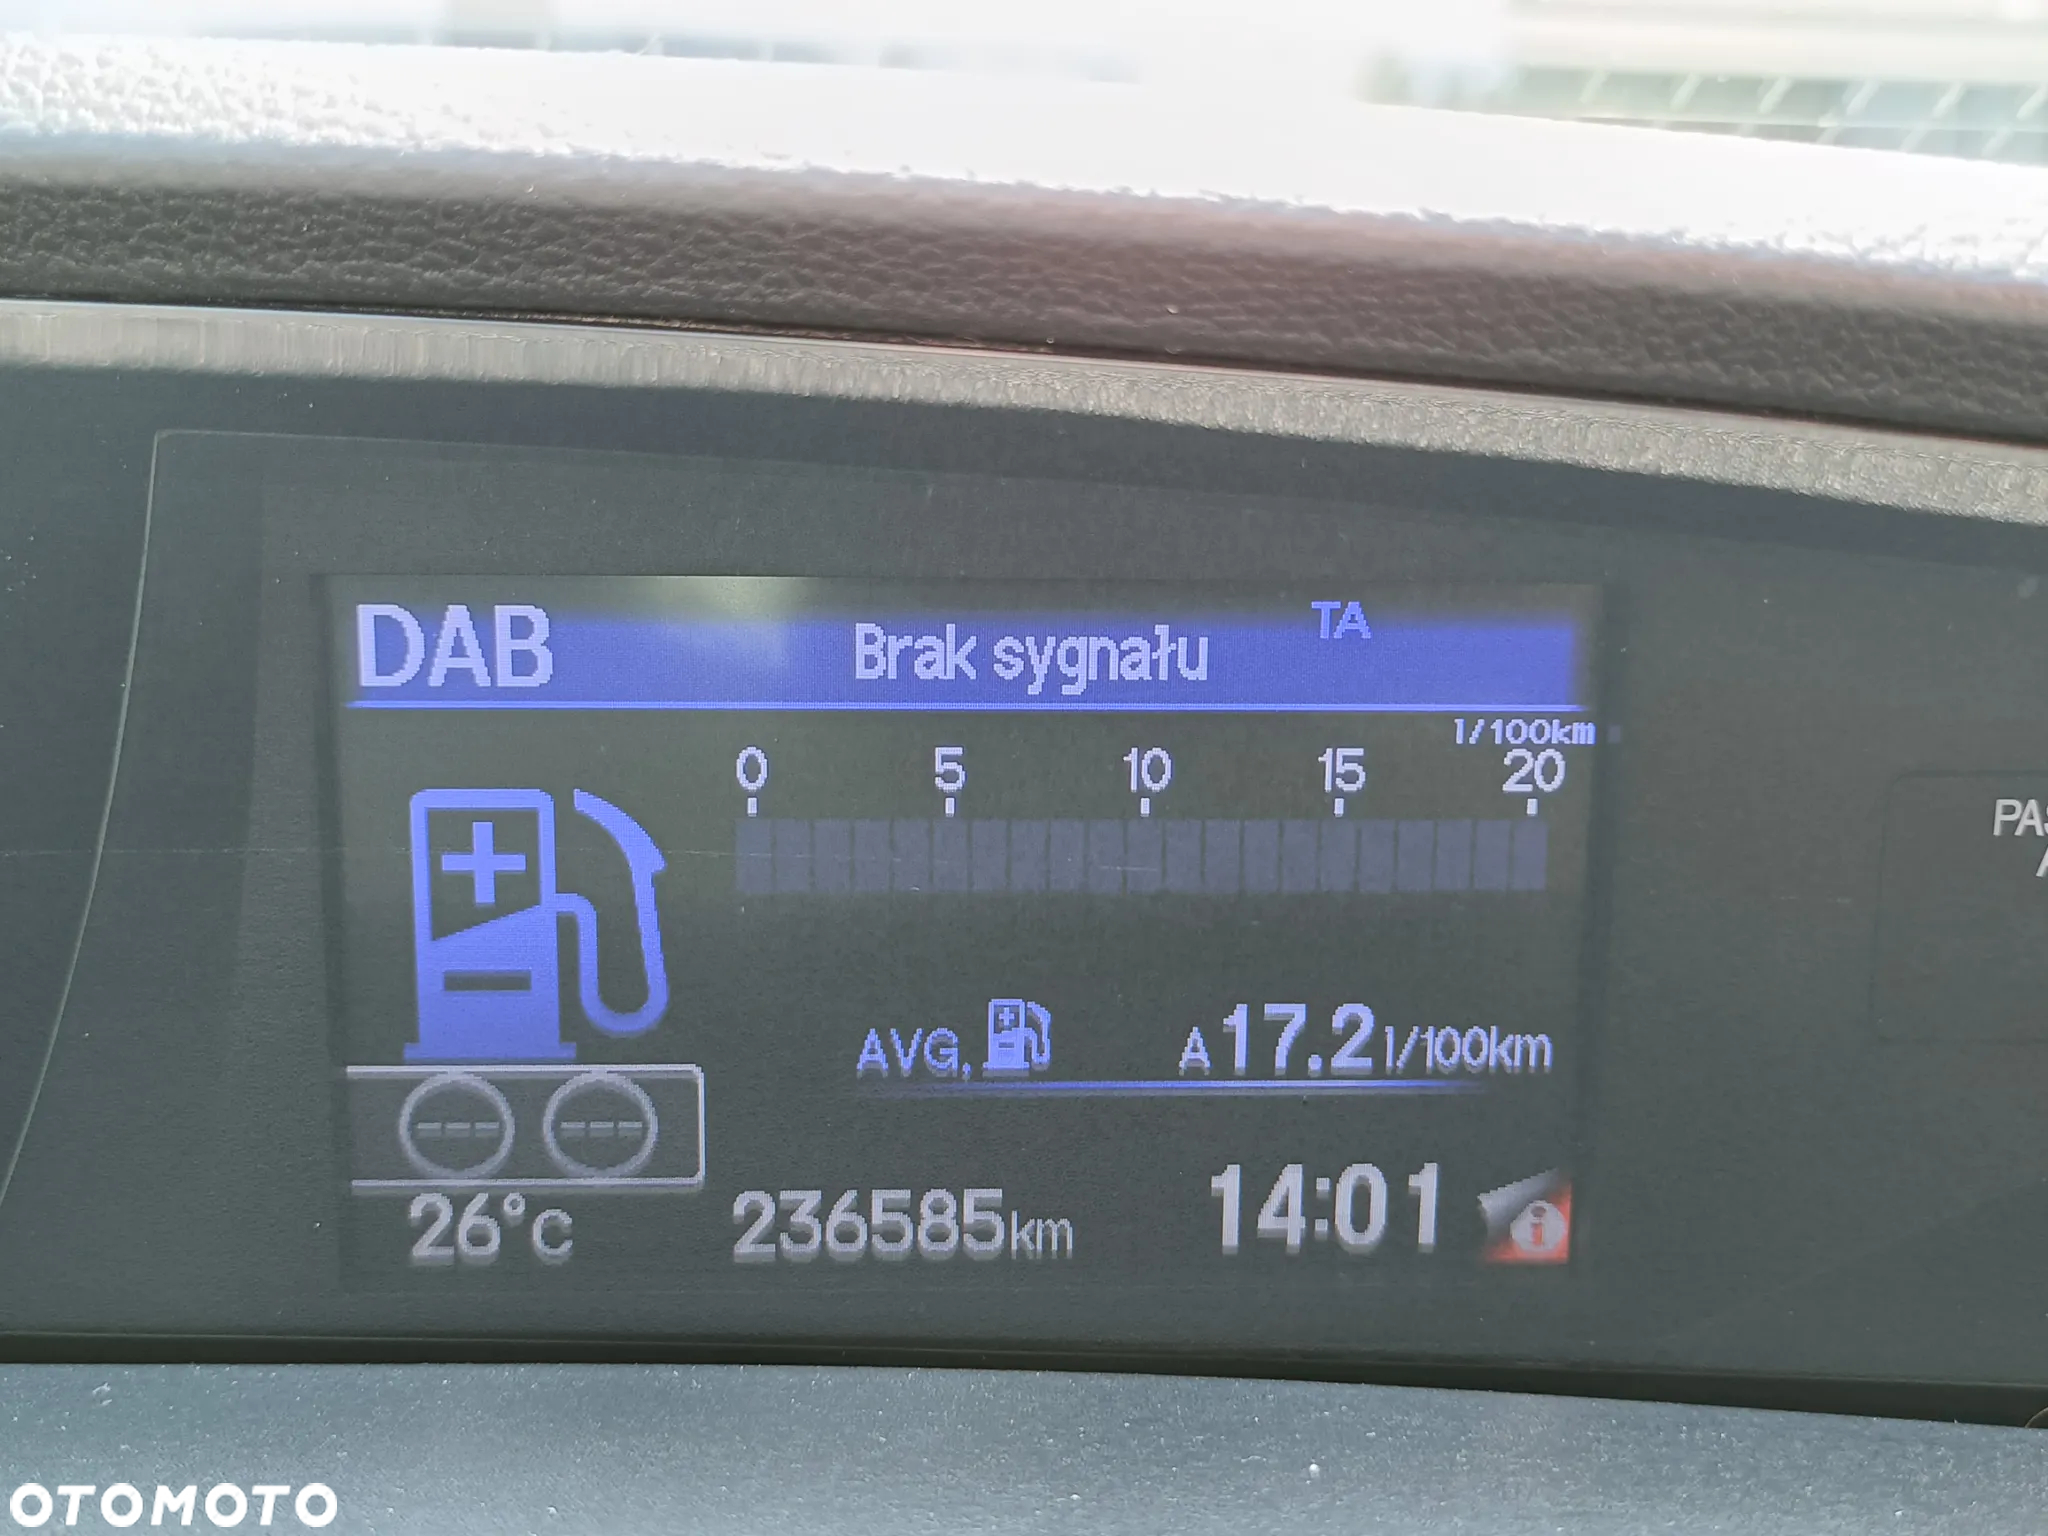 DAB Brak sygnału TA
l/100km
0 5 10 15 20
AVG. A 17.2 l/100km
--- ---
26°C 236585km 14:01 i
OTOMOTO